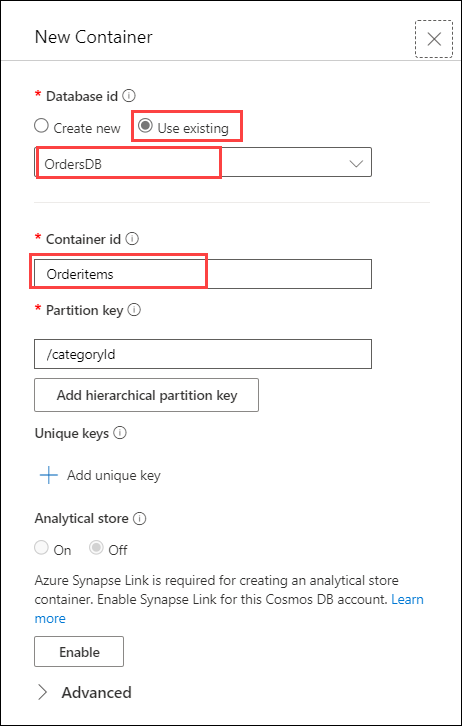 New Container
* Database id
Create new Use existing
OrdersDB
* Container id
Orderitems
* Partition key
/categoryId
Add hierarchical partition key
Unique keys
Add unique key
Analytical store
On Off
Azure Synapse Link is required for creating an analytical store
container. Enable Synapse Link for this Cosmos DB account. Learn
more
Enable
Advanced